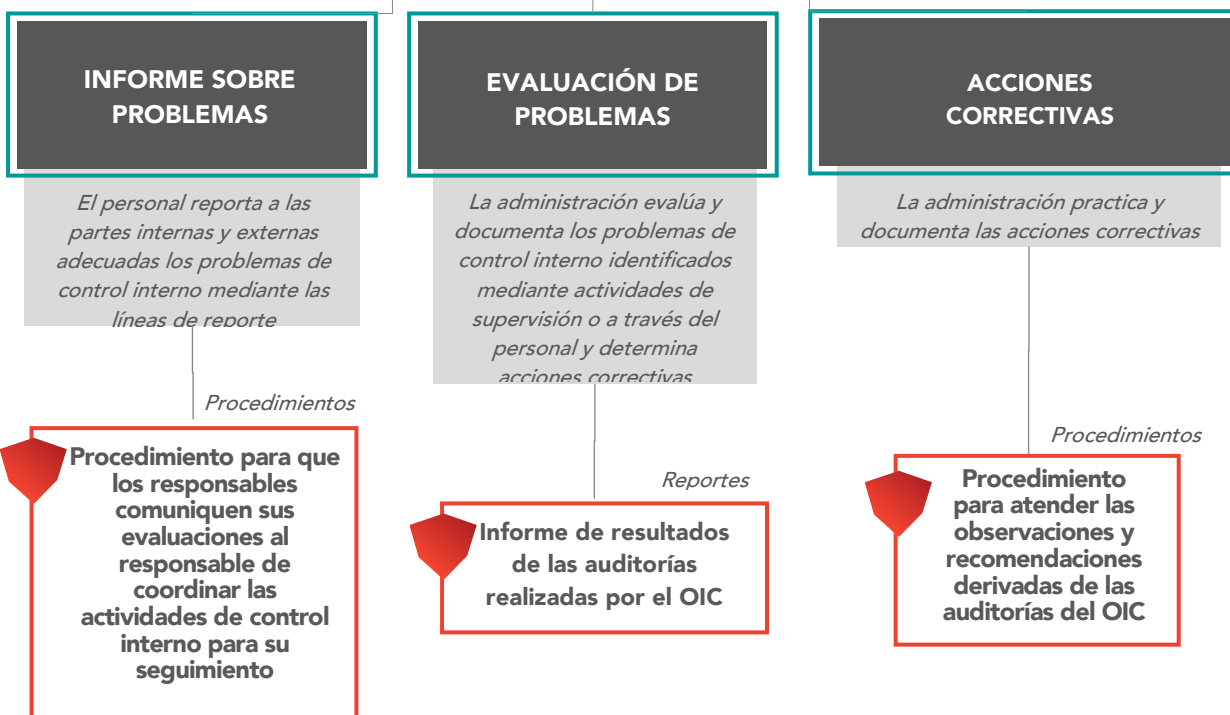 INFORME SOBRE
PROBLEMAS
El personal reporta a las
partes internas y externas
adecuadas los problemas de
control interno mediante las
líneas de reporte
Procedimientos
Procedimiento para que
los responsables
comuniquen sus
evaluaciones al
responsable de
coordinar las
actividades de control
interno para su
seguimiento
EVALUACIÓN DE
PROBLEMAS
La administración evalúa y
documenta los problemas de
control interno identificados
mediante actividades de
supervisión o a través del
personal y determina
acciones correctivas
Reportes
Informe de resultados
de las auditorías
realizadas por el OIC
ACCIONES
CORRECTIVAS
La administración practica y
documenta las acciones correctivas
Procedimientos
Procedimiento
para atender las
observaciones y
recomendaciones
derivadas de las
auditorías del OIC